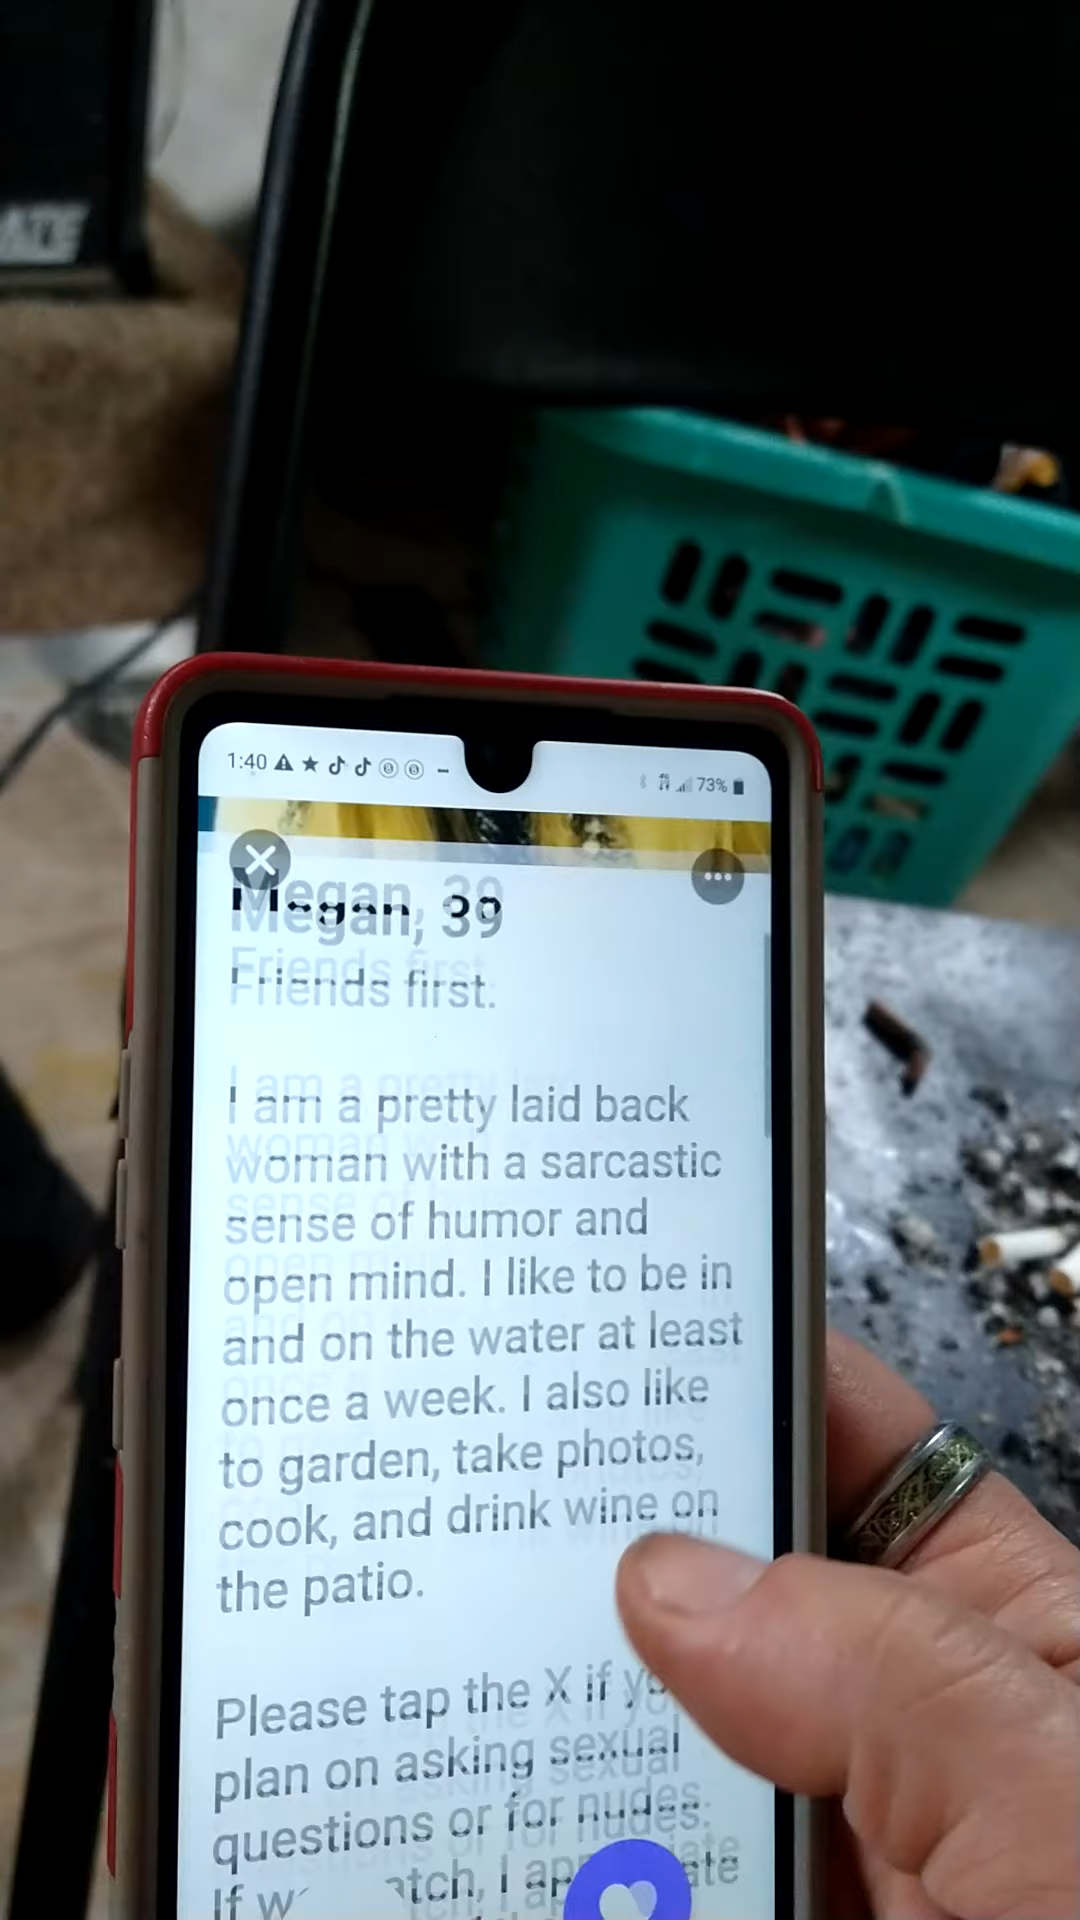 ATE
1:40
73%
Megan, 39
Friends first.
I am a pretty laid back
woman with a sarcastic
sense of humor and
open mind. I like to be in
and on the water at least
once a week. I also like
to garden, take photos,
cook, and drink wine on
the patio.
Please tap the X if
plan on asking sexual
questions or for nudes.
If I